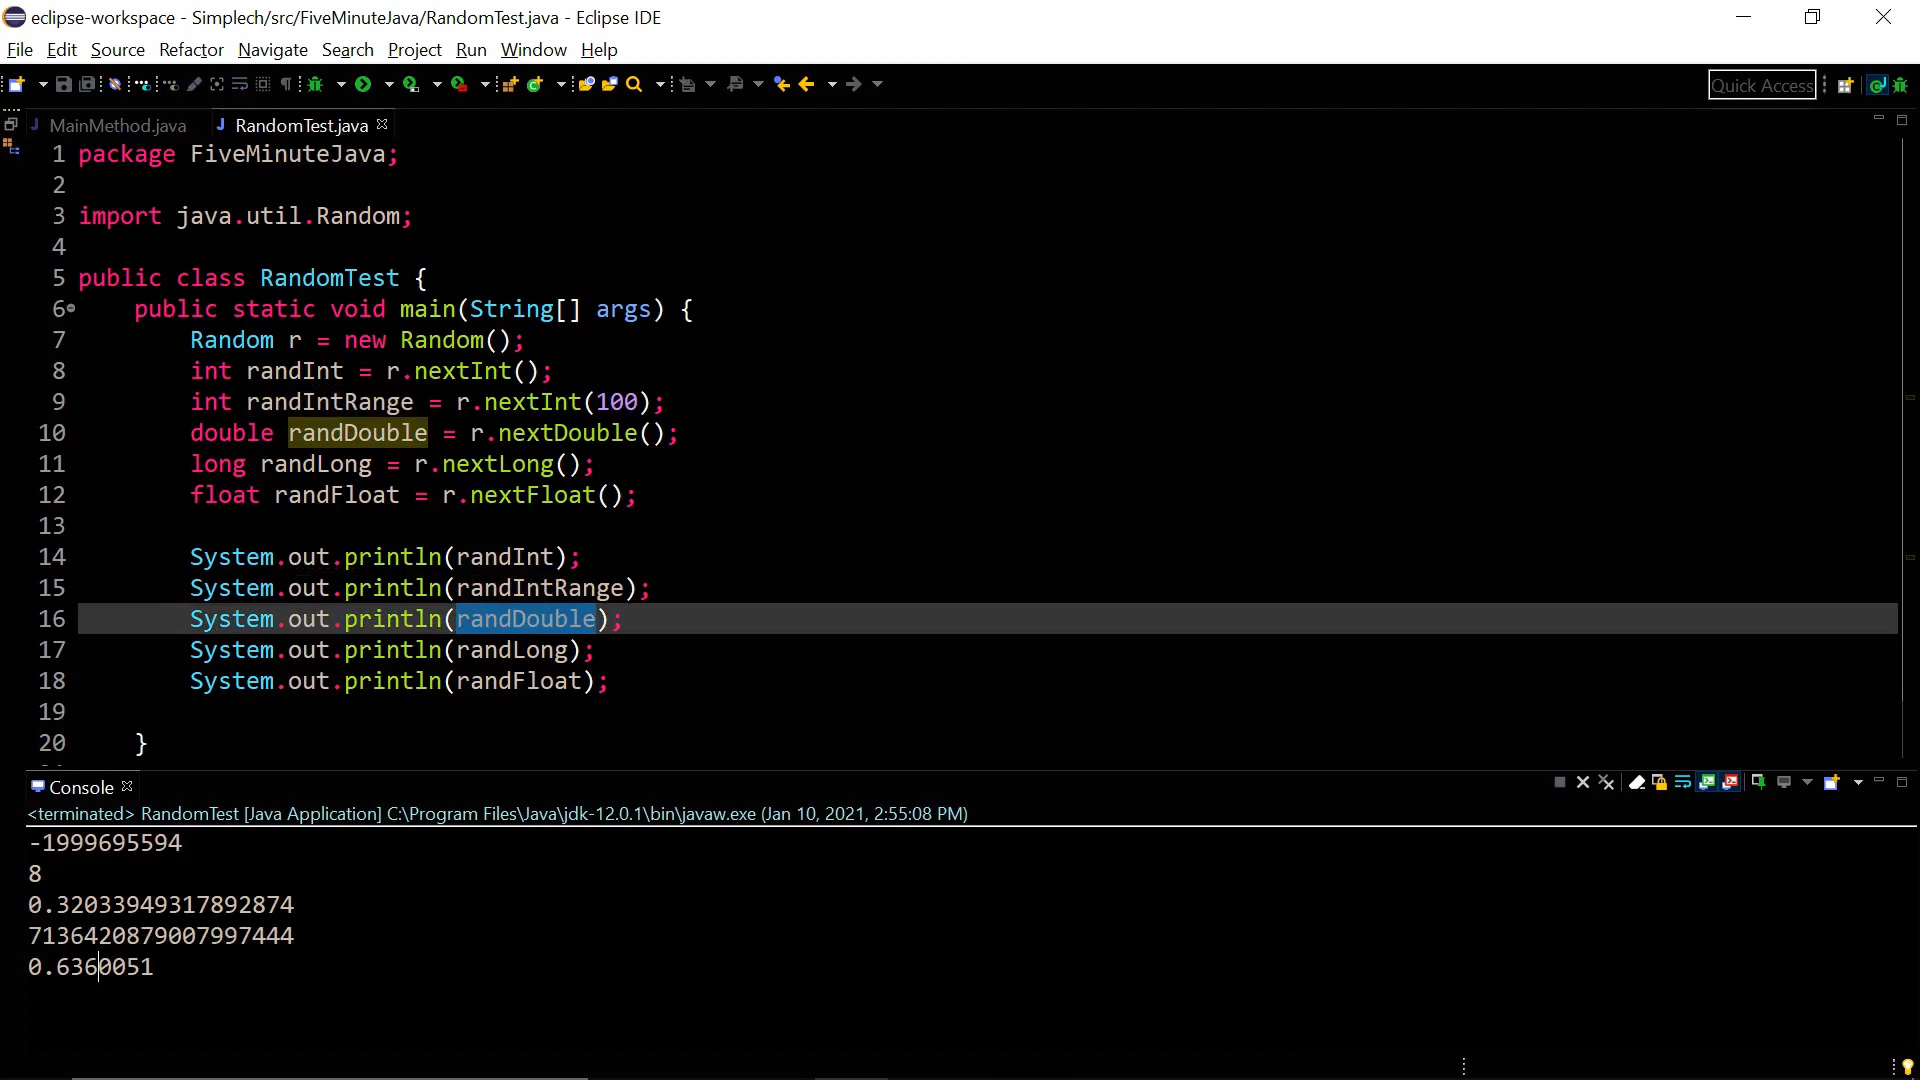 eclipse-workspace - Simplech/src/FiveMinuteJava/RandomTest.java - Eclipse IDE
File Edit Source Refactor Navigate Search Project Run Window Help
Quick Access
MainMethod.java RandomTest.java
1 package FiveMinuteJava;
2
3 import java.util.Random;
4
5 public class RandomTest {
6 public static void main(String[] args) {
7 Random r = new Random();
8 int randInt = r.nextInt();
9 int randIntRange = r.nextInt(100);
10 double randDouble = r.nextDouble();
11 long randLong = r.nextLong();
12 float randFloat = r.nextFloat();
13
14 System.out.println(randInt);
15 System.out.println(randIntRange);
16 System.out.println(randDouble);
17 System.out.println(randLong);
18 System.out.println(randFloat);
19
20 }
Console
<terminated> RandomTest [Java Application] C:\Program Files\Java\jdk-12.0.1\bin\javaw.exe (Jan 10, 2021, 2:55:08 PM)
-1999695594
8
0.32033949317892874
7136420879007997444
0.6360051